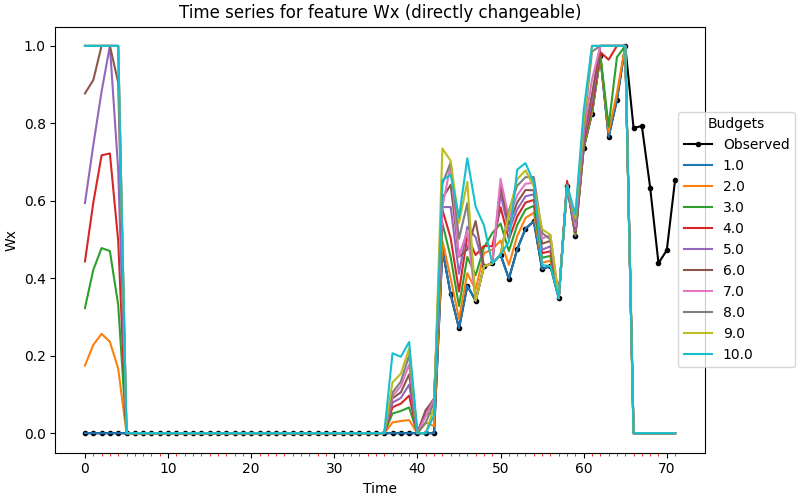 Time series for feature Wx (directly changeable)
1.0
0.8
0.6
0.4
0.2
0.0
Wx
0 10 20 30 40 50 60 70
Time
Budgets
Observed
1.0
2.0
3.0
4.0
5.0
6.0
7.0
8.0
9.0
10.0